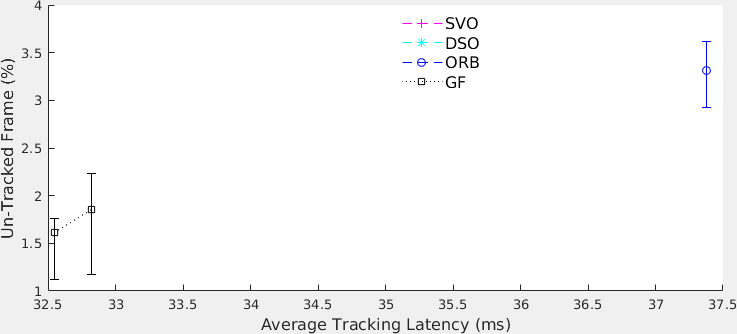 4
3.5
3
2.5
2
1.5
1
Un-Tracked Frame (%)
SVO
DSO
ORB
GF
32.5 33 33.5 34 34.5 35 35.5 36 36.5 37 37.5
Average Tracking Latency (ms)